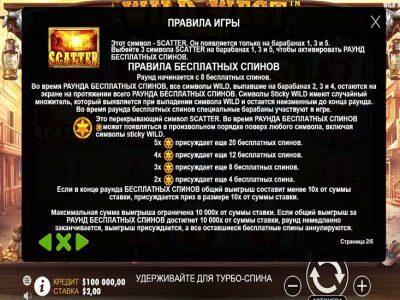 WILD WEST™
WILD W
ПРАВИЛА ИГРЫ
X
SCATTER
Этот символ - SCATTER. Он появляется только на барабанах 1, 3 и 5.
Выбейте 3 символа SCATTER на барабанах 1, 3 и 5, чтобы активировать РАУНД
БЕСПЛАТНЫХ СПИНОВ.
ПРАВИЛА БЕСПЛАТНЫХ СПИНОВ
Раунд начинается с 8 бесплатных спинов.
Во время РАУНДА БЕСПЛАТНЫХ СПИНОВ, все символы WILD, выпавшие на барабанах 2, 3 и 4, остаются на
экране на протяжении всего РАУНДА БЕСПЛАТНЫХ СПИНОВ. Символы Sticky WILD имеют случайный
множитель, который выявляется при выпадении символа WILD и остается неизменным до конца раунда.
Во время раунда бесплатных спинов специальные барабаны участвуют в игре.
Это перекрывающий символ SCATTER. Во время РАУНДА БЕСПЛАТНЫХ СПИНОВ он
может появляться в произвольном порядке поверх любого символа, включая
символы sticky WILD.
5x присуждает еще 20 бесплатных спинов.
4x присуждает еще 12 бесплатных спинов.
3x присуждает еще 8 бесплатных спинов.
2x присуждает еще 4 бесплатных спина.
Если в конце раунда БЕСПЛАТНЫХ СПИНОВ общий выигрыш составит менее 10x от суммы
ставки, присуждается приз в размере 10x от суммы ставки.
Максимальная сумма выигрыша ограничена 10 000x от суммы ставки. Если общий выигрыш за
РАУНД БЕСПЛАТНЫХ СПИНОВ достигнет 10 000x от суммы ставки, раунд немедленно
заканчивается, выигрыш присуждается, а все оставшиеся бесплатные спины аннулируются.
Страница 2/6
КРЕДИТ $100 000,00
СТАВКА $2,00
УДЕРЖИВАЙТЕ ДЛЯ ТУРБО-СПИНА
АВТОИГРА